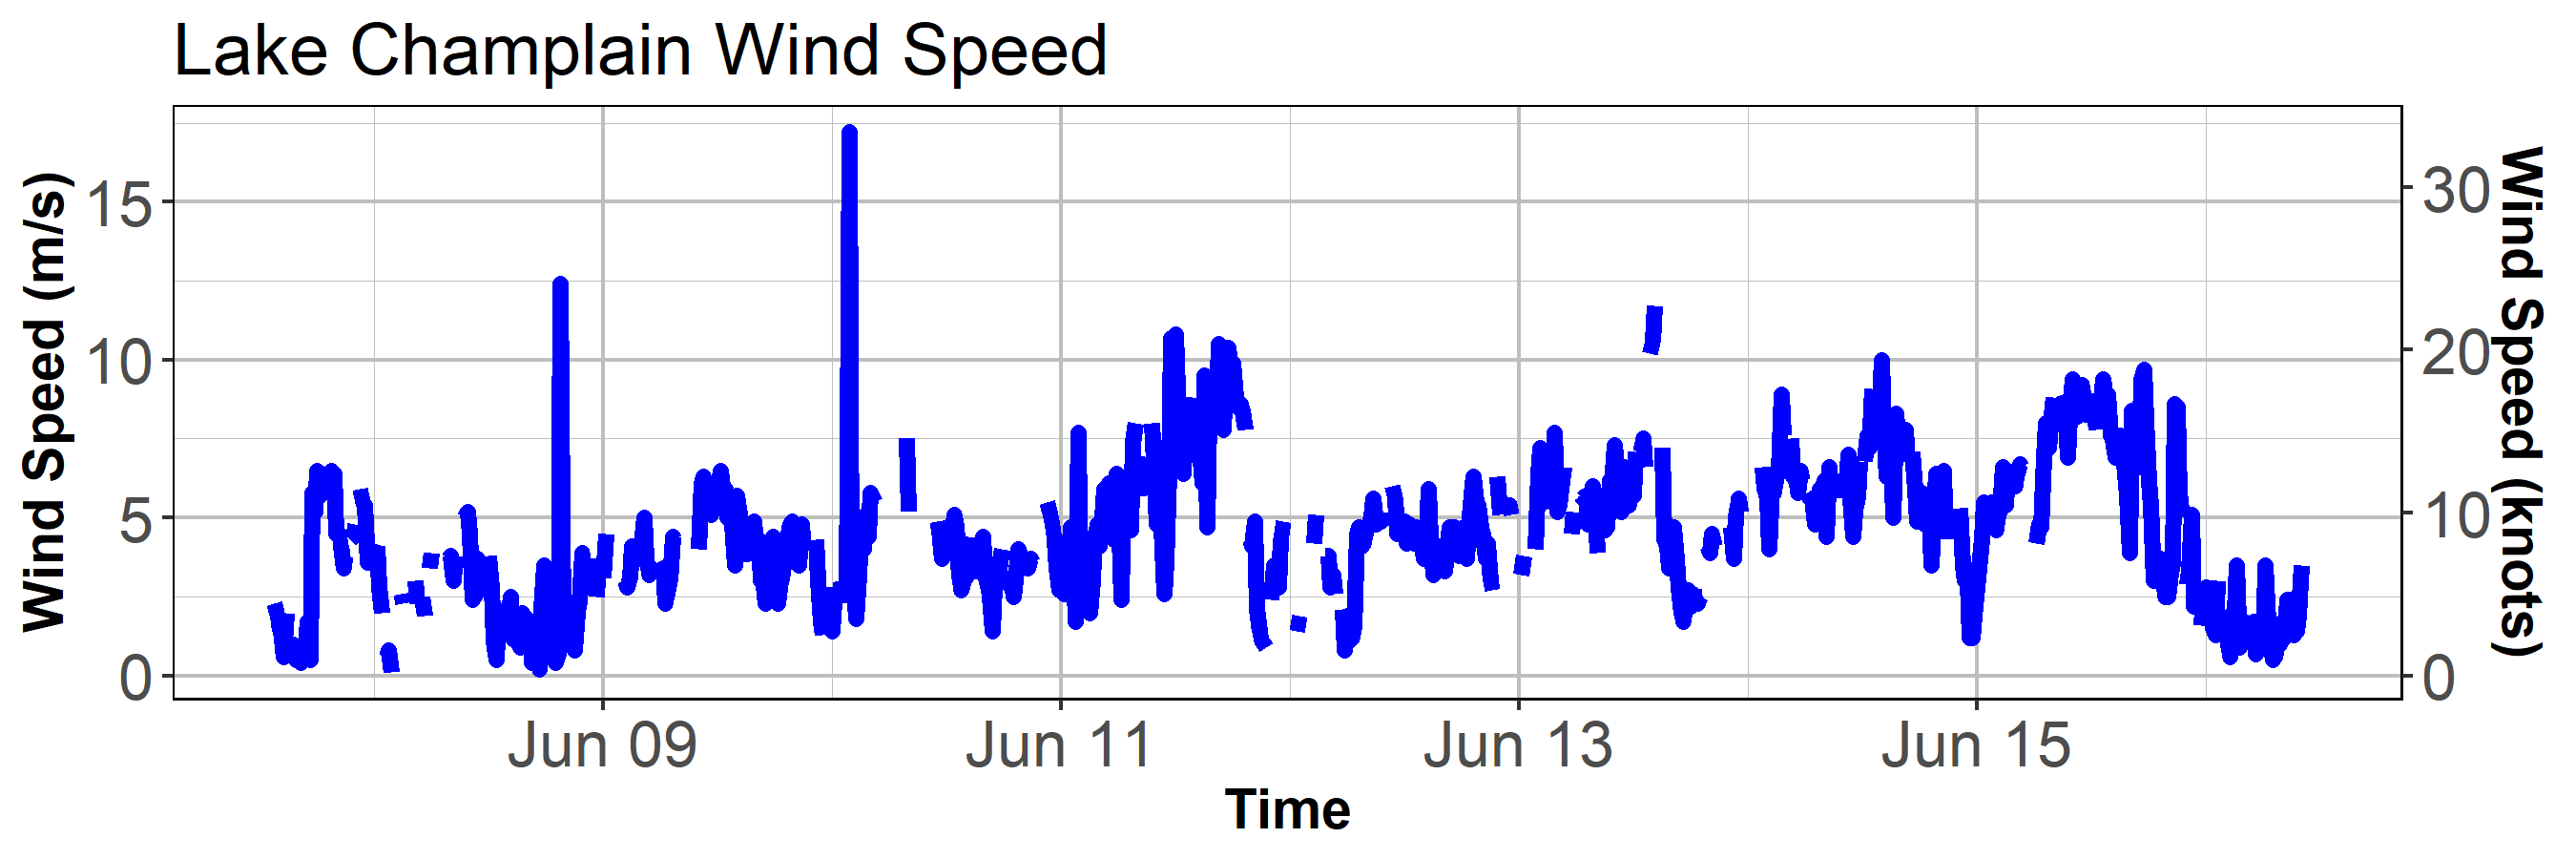 Lake Champlain Wind Speed
Wind Speed (m/s)
15
10
5
0
30
20
10
0
Wind Speed (knots)
Jun 09
Jun 11
Jun 13
Jun 15
Time